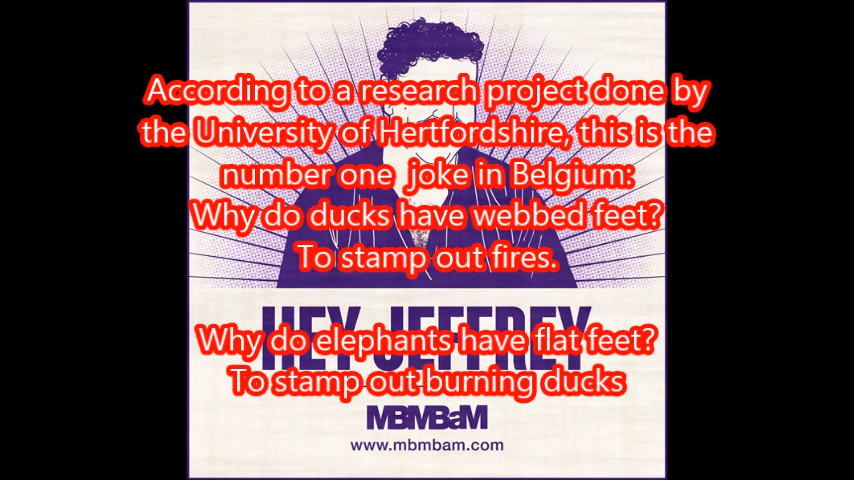 According to a research project done by
the University of Hertfordshire, this is the
number one joke in Belgium:
Why do ducks have webbed feet?
To stamp out fires.
HEY JEFFREY
Why do elephants have flat feet?
To stamp out burning ducks
MBMBaM
www.mbmbam.com